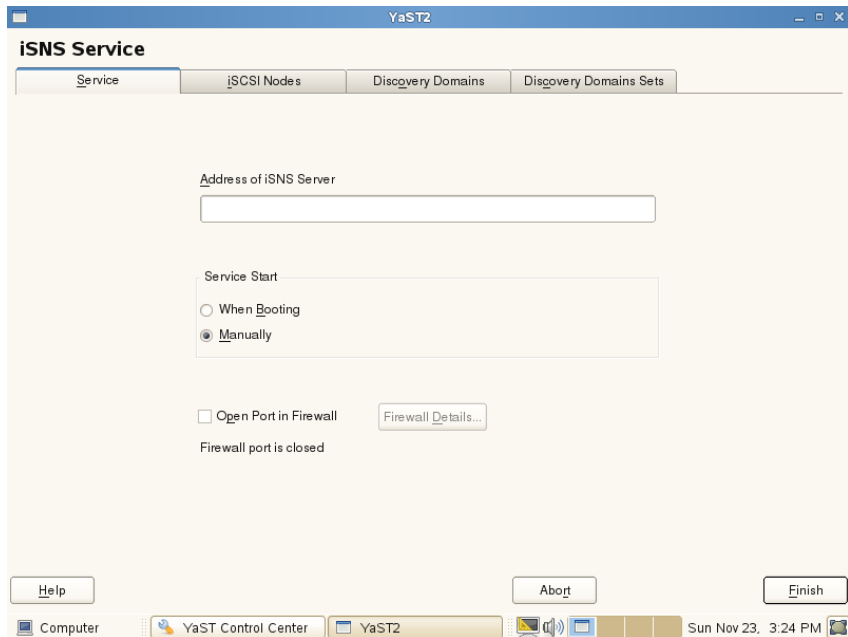 YaST2
iSNS Service
Service
iSCSI Nodes
Discovery Domains
Discovery Domains Sets
Address of iSNS Server
Service Start
When Booting
Manually
Open Port in Firewall
Firewall Details...
Firewall port is closed
Help
Abort
Finish
Computer
YaST Control Center
YaST2
Sun Nov 23, 3:24 PM